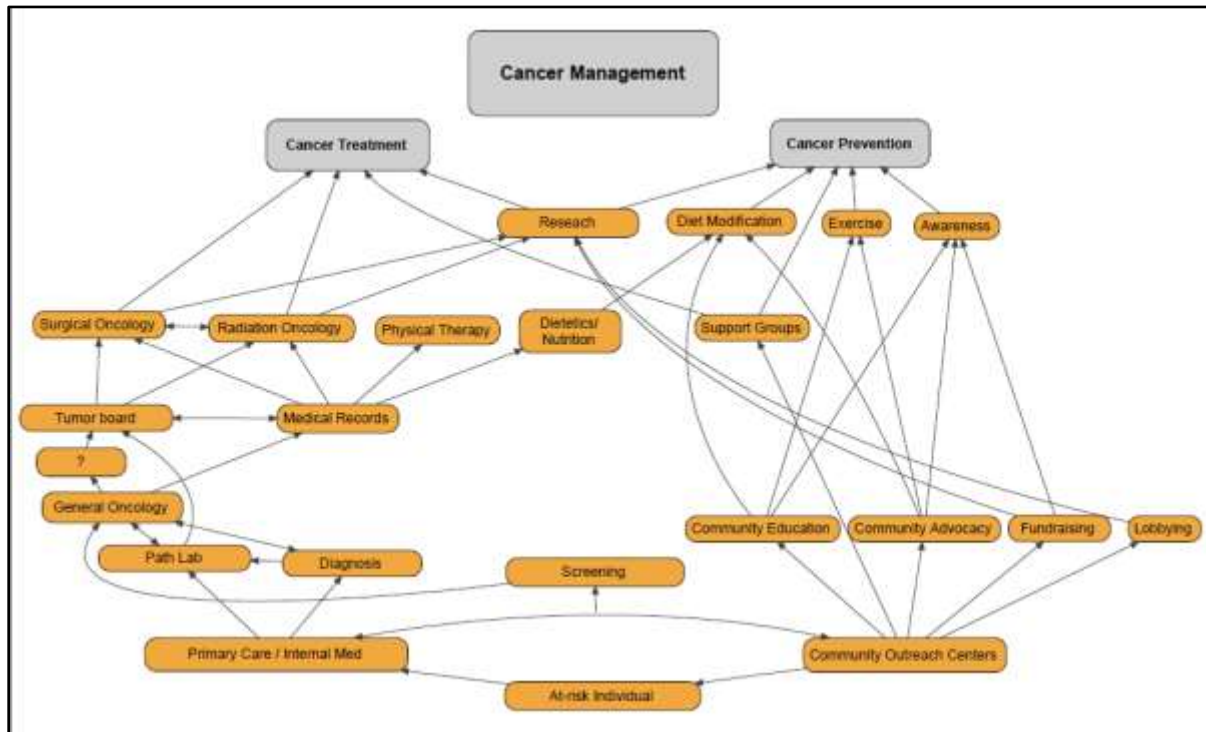 Cancer Management
Cancer Treatment
Cancer Prevention
Reseach
Diet Modification
Exercise
Awareness
Surgical Oncology
Radiation Oncology
Physical Therapy
Dietetics/
Nutrition
Support Groups
Tumor board
Medical Records
?
General Oncology
Community Education
Community Advocacy
Fundraising
Lobbying
Path Lab
Diagnosis
Screening
Primary Care / Internal Med
Community Outreach Centers
At-risk Individual